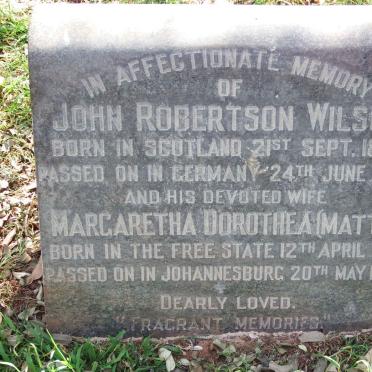 IN AFFECTIONATE MEMORY
OF
JOHN ROBERTSON WILS
BORN IN SCOTLAND 21ST SEPT. 18
PASSED ON IN GERMANY 24TH JUNE
AND HIS DEVOTED WIFE
MARGARETHA DOROTHEA (MATT
BORN IN THE FREE STATE 12TH APRIL
PASSED ON IN JOHANNESBURG 20TH MAY
DEARLY LOVED.
"FRAGRANT MEMORIES."